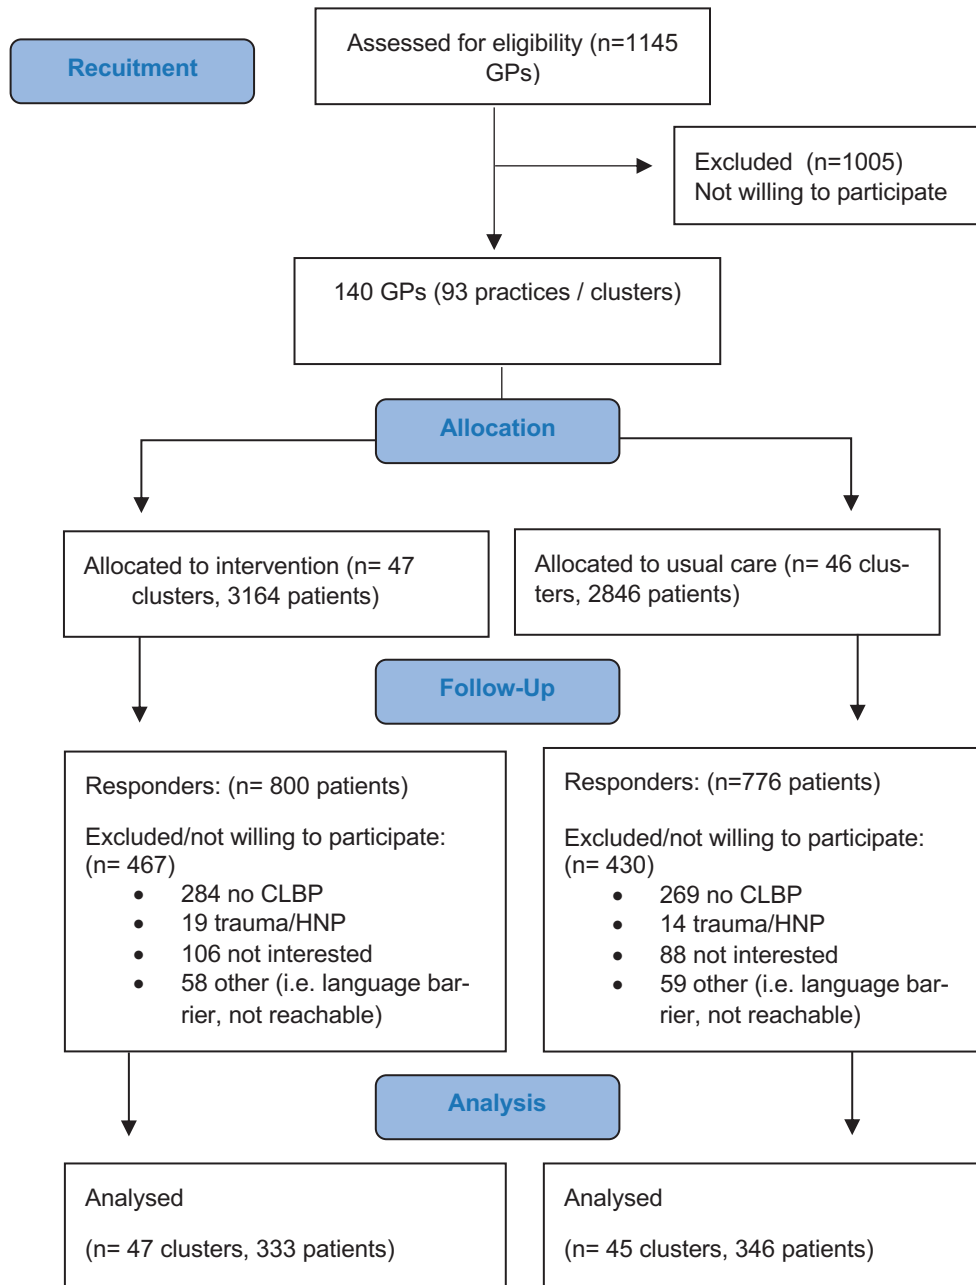 Recuitment
Assessed for eligibility (n=1145
GPs)
Excluded (n=1005)
Not willing to participate
140 GPs (93 practices / clusters)
Allocation
Allocated to intervention (n= 47
clusters, 3164 patients)
Allocated to usual care (n= 46 clus-
ters, 2846 patients)
Follow-Up
Responders: (n= 800 patients)
Excluded/not willing to participate:
(n= 467)
• 284 no CLBP
• 19 trauma/HNP
• 106 not interested
• 58 other (i.e. language bar-
rier, not reachable)
Responders: (n=776 patients)
Excluded/not willing to participate:
(n= 430)
• 269 no CLBP
• 14 trauma/HNP
• 88 not interested
• 59 other (i.e. language bar-
rier, not reachable)
Analysis
Analysed
(n= 47 clusters, 333 patients)
Analysed
(n= 45 clusters, 346 patients)